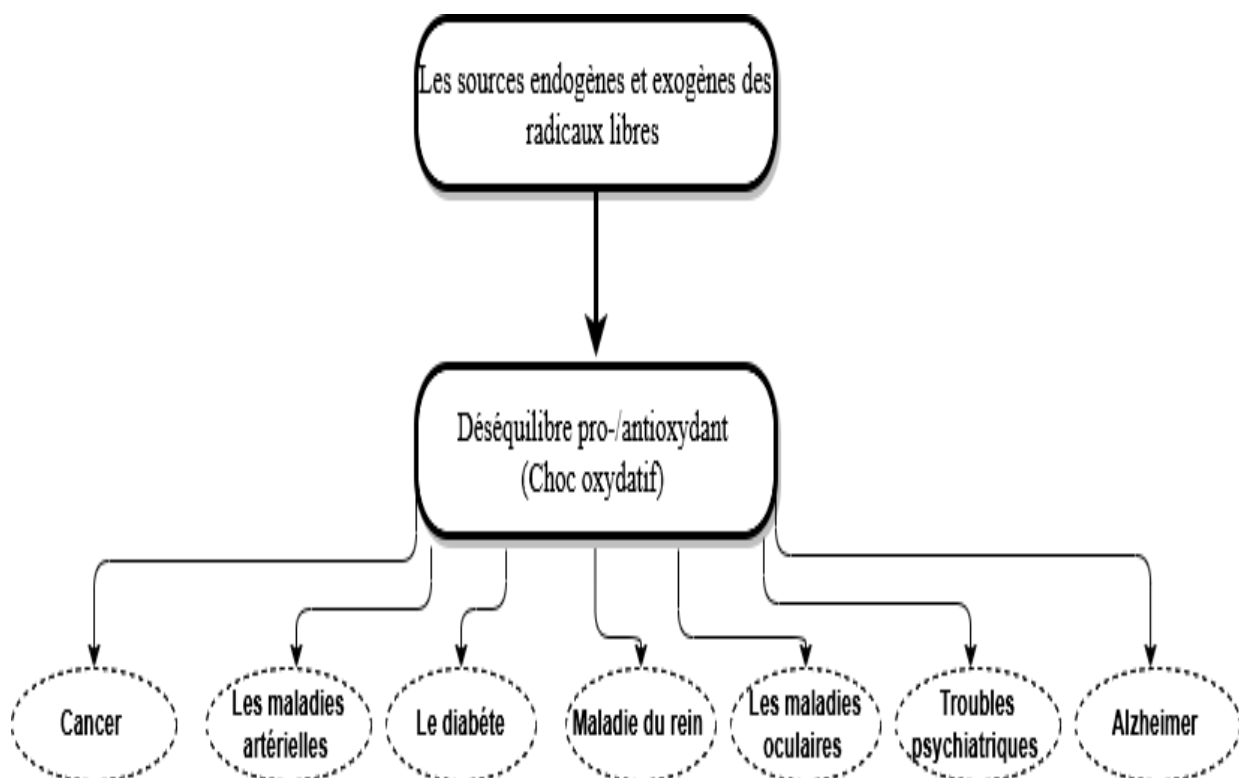 Les sources endogènes et exogènes des
radicaux libres
Déséquilibre pro-/antioxydant
(Choc oxydatif)
Cancer
Les maladies
artérielles
Le diabéte
Maladie du rein
Les maladies
oculaires
Troubles
psychiatriques
Alzheimer